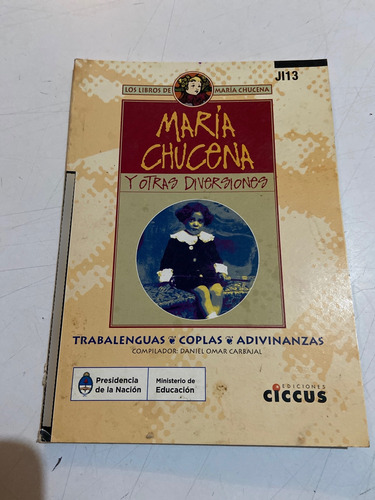 LOS LIBROS DE MARÍA CHUCENA
JI13
MARÍA
CHUCENA
Y OTRAS DIVERSIONES
TRABALENGUAS COPLAS ADIVINANZAS
COMPILADOR: DANIEL OMAR CARBAJAL
Presidencia
de la Nación
Ministerio de
Educación
EDICIONES
CICCUS